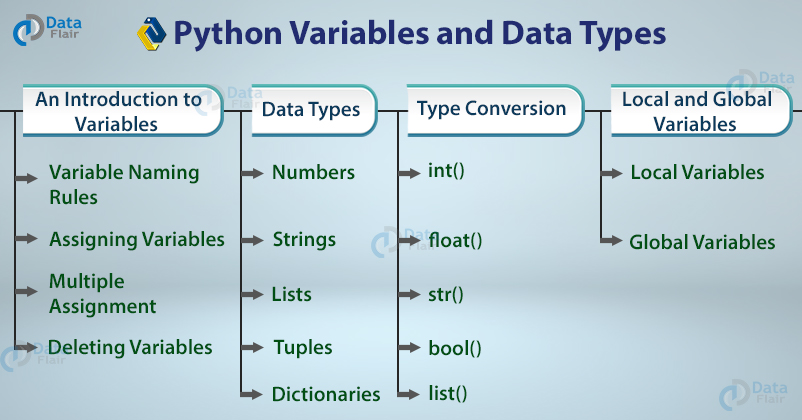 Data
Flair
Python Variables and Data Types
An Introduction to
Variables
Variable Naming
Rules
Assigning Variables
Multiple
Assignment
Deleting Variables
Data Types
Numbers
Strings
Lists
Tuples
Dictionaries
Type Conversion
int()
float()
str()
bool()
list()
Local and Global
Variables
Local Variables
Global Variables
Data
Flair
Data
Flair
Data
Flair
Data
Flair
Data
Flair